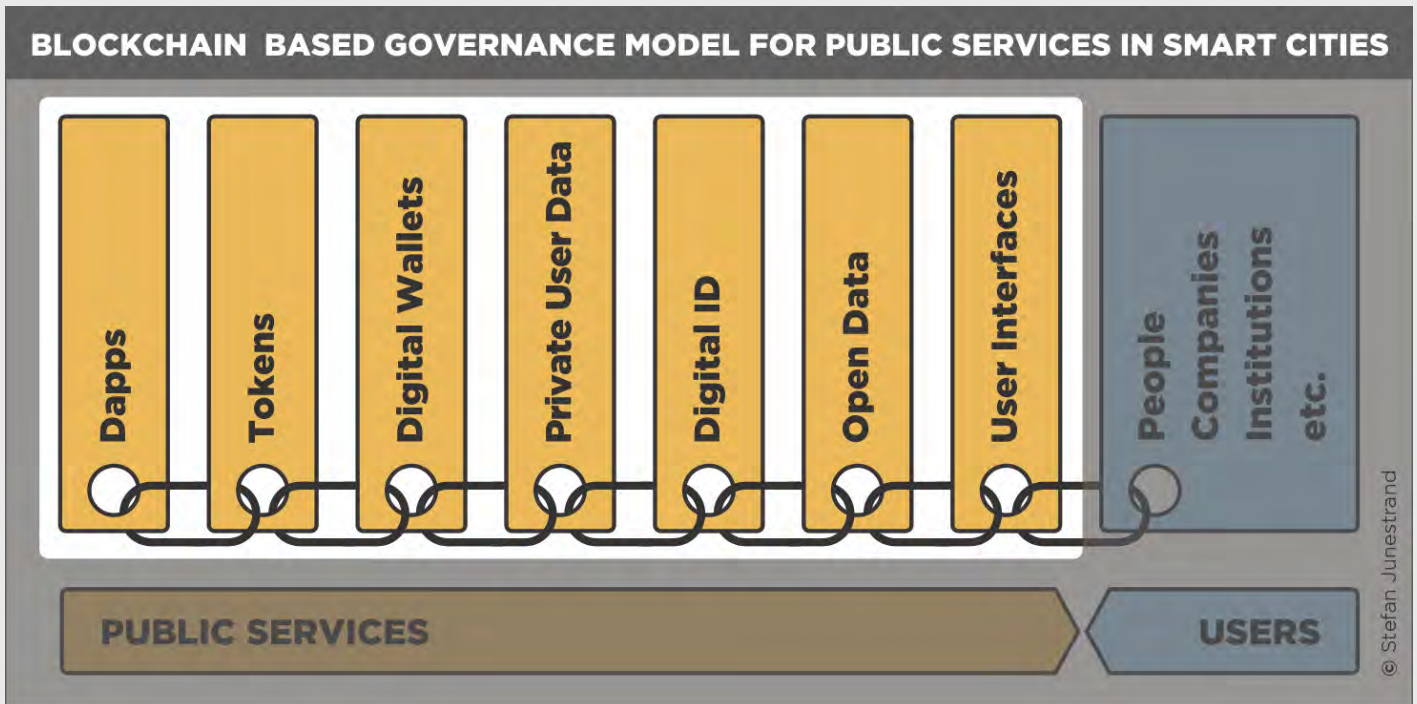 BLOCKCHAIN BASED GOVERNANCE MODEL FOR PUBLIC SERVICES IN SMART CITIES
Dapps
Tokens
Digital Wallets
Private User Data
Digital ID
Open Data
User Interfaces
People
Companies
Institutions
etc.
PUBLIC SERVICES
USERS
© Stefan Junestrand